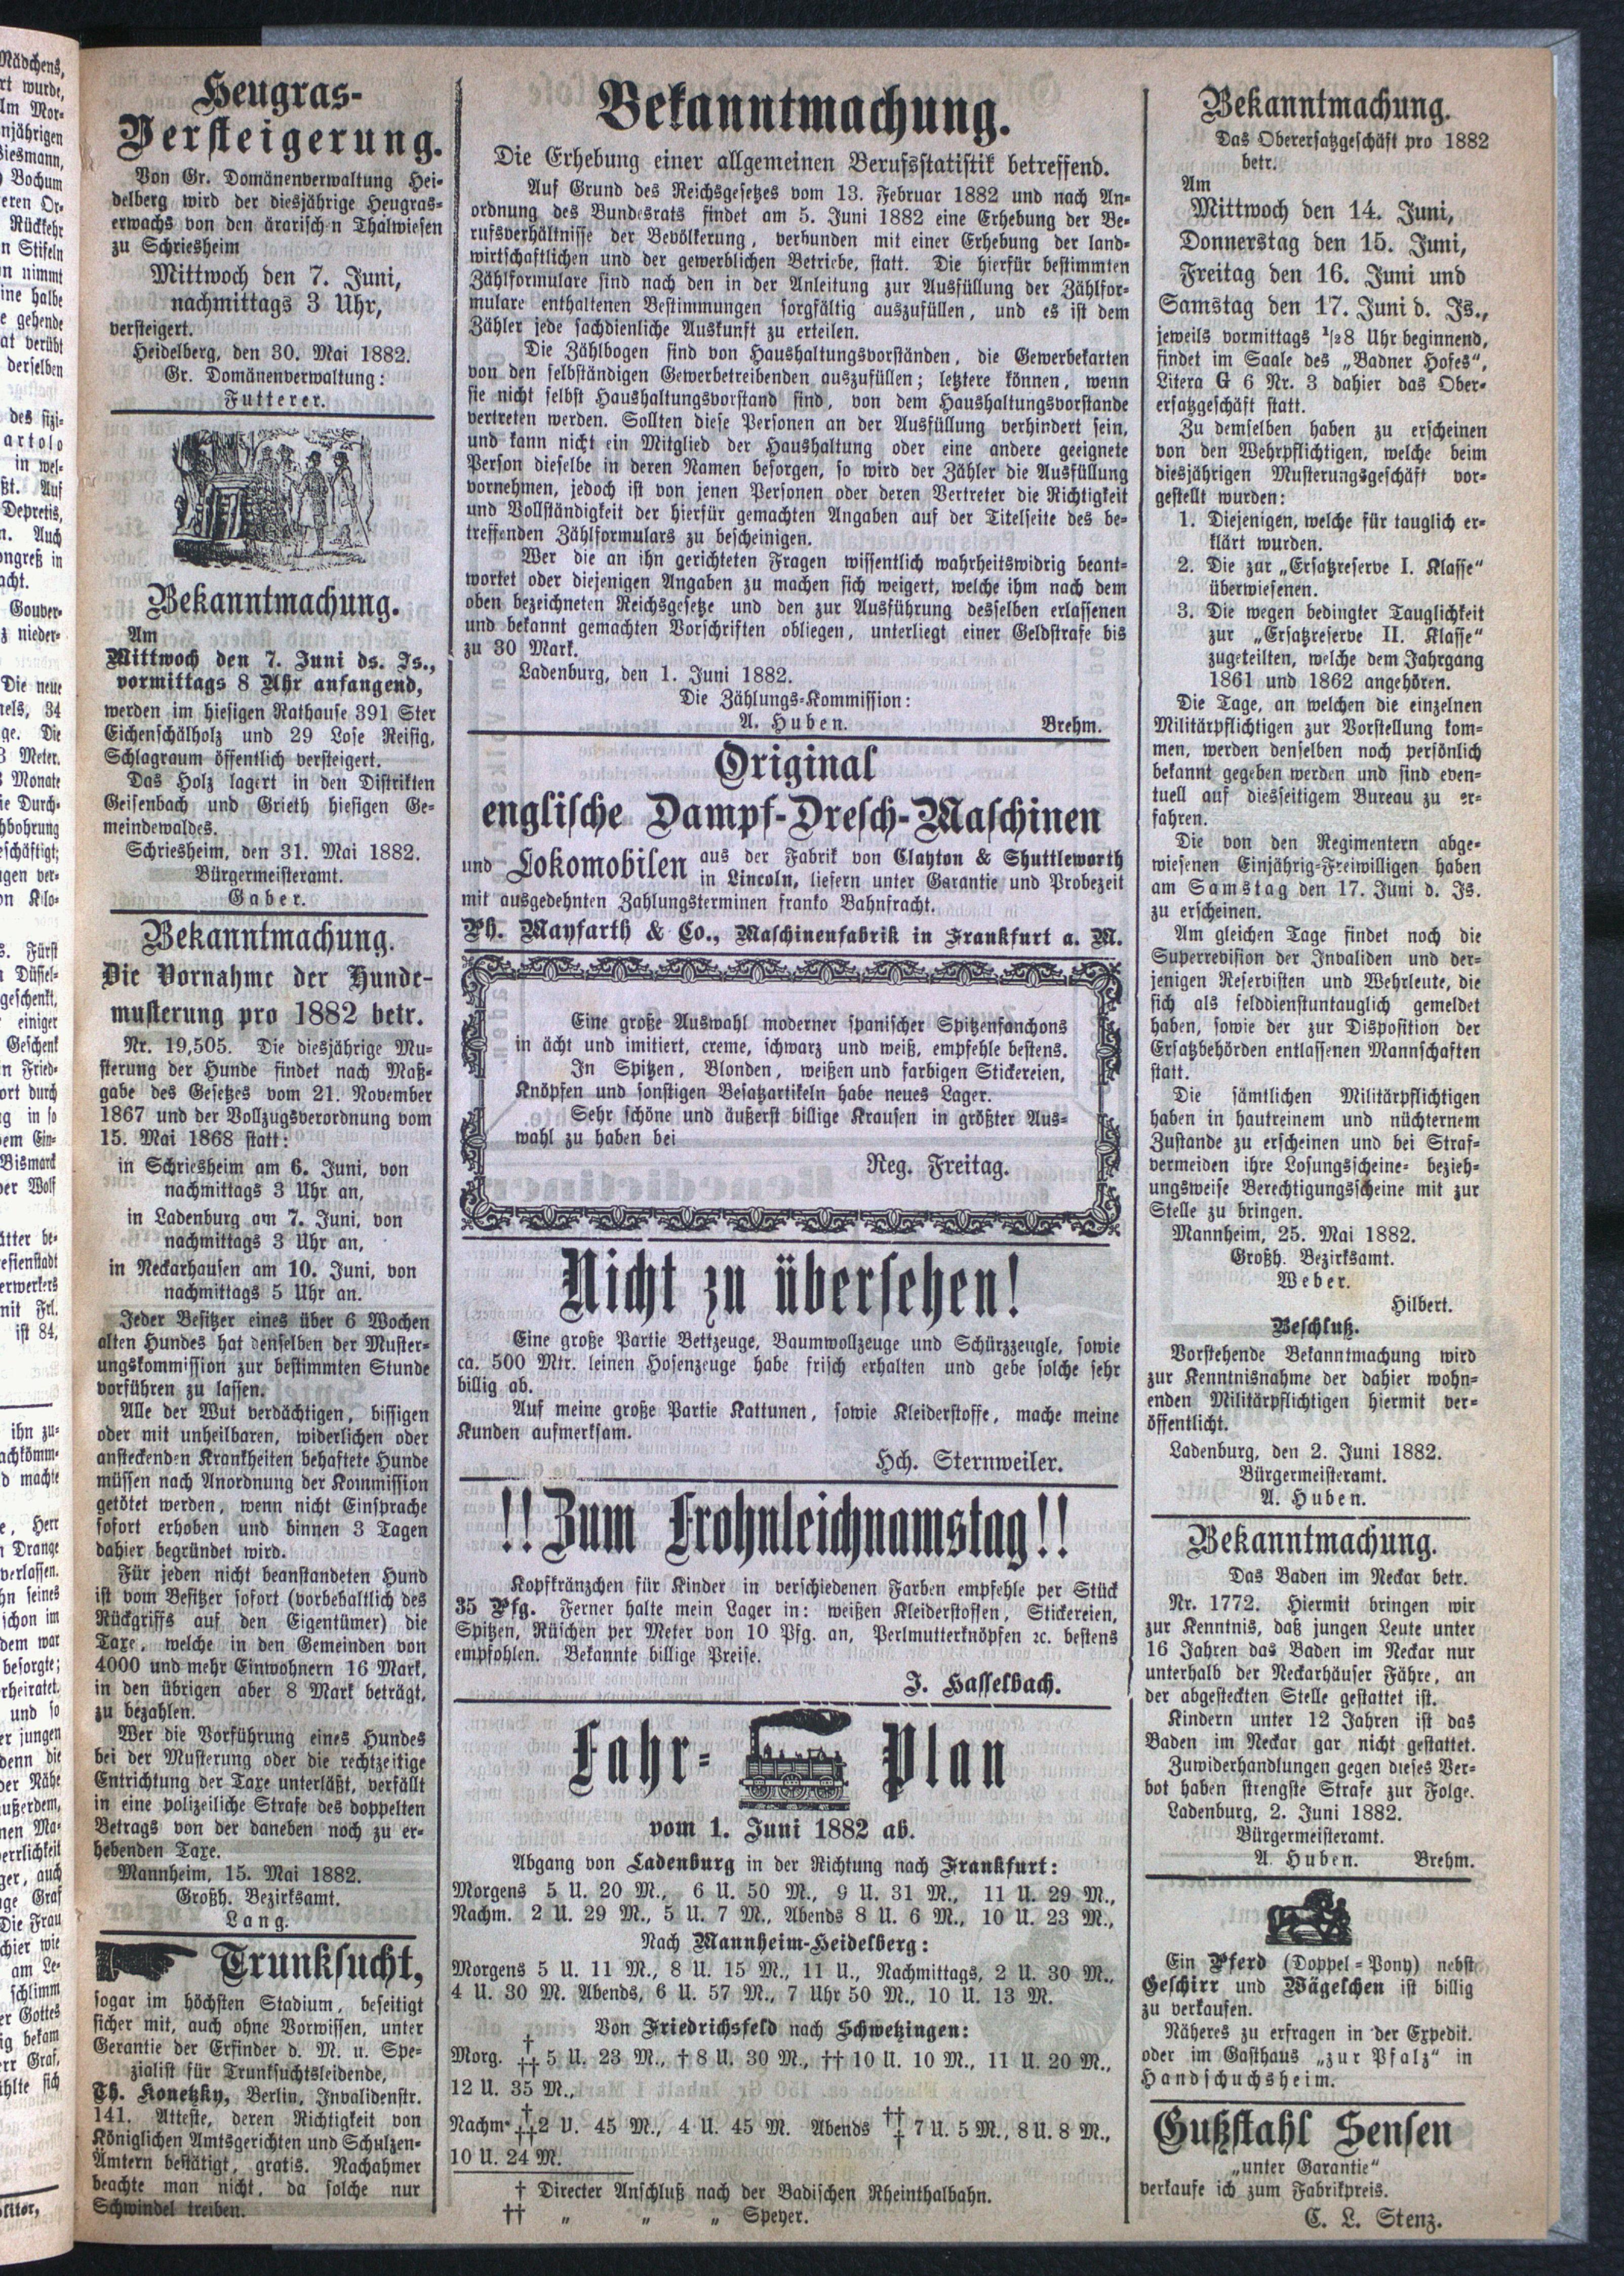 Heugras-
Versteigerung.
Von Gr. Domänenverwaltung Hei-
delberg wird der diesjährige Heugras-
erwachs von den ärarisch n Thalwiesen
zu Schriesheim
Mittwoch den 7. Juni,
nachmittags 3 Uhr,
versteigert.
Heidelberg, den 30. Mai 1882.
Gr. Domänenverwaltung:
Futterer.
Bekanntmachung.
Am
Mittwoch den 7. Juni ds. Js.,
vormittags 8 Uhr anfangend,
werden im hiesigen Rathause 391 Ster
Eichenschälholz und 29 Lose Reisig,
Schlagraum öffentlich versteigert.
Das Holz lagert in den Distrikten
Geisenbach und Grieth hiesigen Ge-
meindewaldes.
Schriesheim, den 31. Mai 1882.
Bürgermeisteramt.
Gaber.
Bekanntmachung.
Die Vornahme der Hunde-
musterung pro 1882 betr.
Nr. 19,505. Die diesjährige Mu-
sterung der Hunde findet nach Maß-
gabe des Gesetzes vom 21. November
1867 und der Vollzugsverordnung vom
15. Mai 1868 statt:
in Schriesheim am 6. Juni, von
nachmittags 3 Uhr an,
in Ladenburg am 7. Juni, von
nachmittags 3 Uhr an,
in Neckarhausen am 10. Juni, von
nachmittags 5 Uhr an.
Jeder Besitzer eines über 6 Wochen
alten Hundes hat denselben der Muster-
ungskommission zur bestimmten Stunde
vorführen zu lassen.
Alle der Wut verdächtigen, bissigen
oder mit unheilbaren, widerlichen oder
ansteckenden Krankheiten behaftete Hunde
müssen nach Anordnung der Kommission
getötet werden, wenn nicht Einsprache
sofort erhoben und binnen 3 Tagen
dahier begründet wird.
Für jeden nicht beanstandeten Hund
ist vom Besitzer sofort (vorbehaltlich des
Rückgriffs auf den Eigentümer) die
Taxe, welche in den Gemeinden von
4000 und mehr Einwohnern 16 Mark,
in den übrigen aber 8 Mark beträgt,
zu bezahlen.
Wer die Vorführung eines Hundes
bei der Musterung oder die rechtzeitige
Entrichtung der Taxe unterläßt, verfällt
in eine polizeiliche Strafe des doppelten
Betrags von der daneben noch zu er-
hebenden Taxe.
Mannheim, 15. Mai 1882.
Großh. Bezirksamt.
Lang.
Trunksucht,
sogar im höchsten Stadium, beseitigt
sicher mit, auch ohne Vorwissen, unter
Gerantie der Erfinder d. M. u. Spe-
zialist für Trunksuchtsleidende,
Th. Konetzky, Berlin, Invalidenstr.
141. Atteste, deren Richtigkeit von
Königlichen Amtsgerichten und Schulzen-
Ämtern bestätigt, gratis. Nachahmer
beachte man nicht, da solche nur
Schwindel treiben.
Bekanntmachung.
Die Erhebung einer allgemeinen Berufsstatistik betreffend.
Auf Grund des Reichsgesetzes vom 13. Februar 1882 und nach An-
ordnung des Bundesrats findet am 5. Juni 1882 eine Erhebung der Be-
rufsverhältnisse der Bevölkerung, verbunden mit einer Erhebung der land-
wirtschaftlichen und der gewerblichen Betriebe, statt. Die hierfür bestimmten
Zählformulare sind nach den in der Anleitung zur Ausfüllung der Zählfor-
mulare enthaltenen Bestimmungen sorgfältig auszufüllen, und es ist dem
Zähler jede sachdienliche Auskunft zu erteilen.
Die Zählbogen sind von Haushaltungsvorständen, die Gewerbekarten
von den selbständigen Gewerbetreibenden auszufüllen; letztere können, wenn
sie nicht selbst Haushaltungsvorstand sind, von dem Haushaltungsvorstande
vertreten werden. Sollten diese Personen an der Ausfüllung verhindert sein,
und kann nicht ein Mitglied der Haushaltung oder eine andere geeignete
Person dieselbe in deren Namen besorgen, so wird der Zähler die Ausfüllung
vornehmen, jedoch ist von jenen Personen oder deren Vertreter die Richtigkeit
und Vollständigkeit der hierfür gemachten Angaben auf der Titelseite des be-
treffenden Zählformulars zu bescheinigen.
Wer die an ihn gerichteten Fragen wissentlich wahrheitswidrig beant-
wortet oder diejenigen Angaben zu machen sich weigert, welche ihm nach dem
oben bezeichneten Reichsgesetze und den zur Ausführung desselben erlassenen
und bekannt gemachten Vorschriften obliegen, unterliegt einer Geldstrafe bis
zu 30 Mark.
Ladenburg, den 1. Juni 1882.
Die Zählungs-Kommission:
A. Huben. Brehm.
Original
englische Dampf-Dresch-Maschinen
und Lokomobilen aus der Fabrik von Clayton & Shuttleworth
in Lincoln, liefern unter Garantie und Probezeit
mit ausgedehnten Zahlungsterminen franko Bahnfracht.
Ph. Mayfarth & Co., Maschinenfabrik in Frankfurt a. M.
Eine große Auswahl moderner spanischer Spitzenfanchons
in ächt und imitiert, creme, schwarz und weiß, empfehle bestens.
In Spitzen, Blonden, weißen und farbigen Stickereien,
Knöpfen und sonstigen Besatzartikeln habe neues Lager.
Sehr schöne und äußerst billige Krausen in größter Aus-
wahl zu haben bei
Reg. Freitag.
Nicht zu übersehen!
Eine große Partie Bettzeuge, Baumwollzeuge und Schürzzeugle, sowie
ca. 500 Mtr. leinen Hosenzeuge habe frisch erhalten und gebe solche sehr
billig ab.
Auf meine große Partie Kattunen, sowie Kleiderstoffe, mache meine
Kunden aufmerksam.
Hch. Sternweiler.
!! Zum Frohnleichnamstag!!
Kopfkränzchen für Kinder in verschiedenen Farben empfehle per Stück
35 Pfg. Ferner halte mein Lager in: weißen Kleiderstoffen, Stickereien,
Spitzen, Rüschen per Meter von 10 Pfg. an, Perlmutterknöpfen ꝛc. bestens
empfohlen. Bekannte billige Preise.
J. Hasselbach.
Fahr- Plan
vom 1. Juni 1882 ab.
Abgang von Ladenburg in der Richtung nach Frankfurt:
Morgens 5 U. 20 M., 6 U. 50 M., 9 U. 31 M., 11 U. 29 M.,
Nachm. 2 U. 29 M., 5 U. 7 M., Abends 8 U. 6 M., 10 U. 23 M.,
Nach Mannheim-Heidelberg:
Morgens 5 U. 11 M., 8 U. 15 M., 11 U., Nachmittags, 2 U. 30 M.,
4 U. 30 M. Abends, 6 U. 57 M., 7 Uhr 50 M., 10 U. 13 M.
Von Friedrichsfeld nach Schwetzingen:
Morg. † †† 5 U. 23 M., † 8 U. 30 M., †† 10 U. 10 M., 11 U. 20 M.,
12 U. 35 M.,
Nachm. † †† 2 U. 45 M., 4 U. 45 M. Abends †† † 7 U. 5 M., 8 U. 8 M.,
10 U. 24 M.
† Directer Anschluß nach der Badischen Rheinthalbahn.
†† „ „ „ Speyer.
Bekanntmachung.
Das Oberersatzgeschäft pro 1882
betr.
Am
Mittwoch den 14. Juni,
Donnerstag den 15. Juni,
Freitag den 16. Juni und
Samstag den 17. Juni d. Js.,
jeweils vormittags ½8 Uhr beginnend,
findet im Saale des „Badner Hofes“,
Litera G 6 Nr. 3 dahier das Ober-
ersatzgeschäft statt.
Zu demselben haben zu erscheinen
von den Wehrpflichtigen, welche beim
diesjährigen Musterungsgeschäft vor-
gestellt wurden:
1. Diejenigen, welche für tauglich er-
klärt wurden.
2. Die zur „Ersatzreserve I. Klasse“
überwiesenen.
3. Die wegen bedingter Tauglichkeit
zur „Ersatzreserve II. Klasse“
zugeteilten, welche dem Jahrgang
1861 und 1862 angehören.
Die Tage, an welchen die einzelnen
Militärpflichtigen zur Vorstellung kom-
men, werden denselben noch persönlich
bekannt gegeben werden und sind even-
tuell auf diesseitigem Bureau zu er-
fahren.
Die von den Regimentern abge-
wiesenen Einjährig-Freiwilligen haben
am Samstag den 17. Juni d. Js.
zu erscheinen.
Am gleichen Tage findet noch die
Superrevision der Invaliden und der-
jenigen Reservisten und Wehrleute, die
sich als felddienstuntauglich gemeldet
haben, sowie der zur Disposition der
Ersatzbehörden entlassenen Mannschaften
statt.
Die sämtlichen Militärpflichtigen
haben in hautreinem und nüchternem
Zustande zu erscheinen und bei Straf-
vermeiden ihre Losungsscheine- bezieh-
ungsweise Berechtigungsscheine mit zur
Stelle zu bringen.
Mannheim, 25. Mai 1882.
Großh. Bezirksamt.
Weber.
Hilbert.
Beschluß.
Vorstehende Bekanntmachung wird
zur Kenntnisnahme der dahier wohn-
enden Militärpflichtigen hiermit ver-
öffentlicht.
Ladenburg, den 2. Juni 1882.
Bürgermeisteramt.
A. Huben.
Bekanntmachung.
Das Baden im Neckar betr.
Nr. 1772. Hiermit bringen wir
zur Kenntnis, daß jungen Leute unter
16 Jahren das Baden im Neckar nur
unterhalb der Neckarhäuser Fähre, an
der abgesteckten Stelle gestattet ist.
Kindern unter 12 Jahren ist das
Baden im Neckar gar nicht gestattet.
Zuwiderhandlungen gegen dieses Ver-
bot haben strengste Strafe zur Folge.
Ladenburg, 2. Juni 1882.
Bürgermeisteramt.
A. Huben. Brehm.
Ein Pferd (Doppel-Pony) nebst
Geschirr und Wägelchen ist billig
zu verkaufen.
Näheres zu erfragen in der Expedit.
oder im Gasthaus „zur Pfalz“ in
Handschuchsheim.
Gußstahl Sensen
„unter Garantie“
verkaufe ich zum Fabrikpreis.
C. L. Stenz.